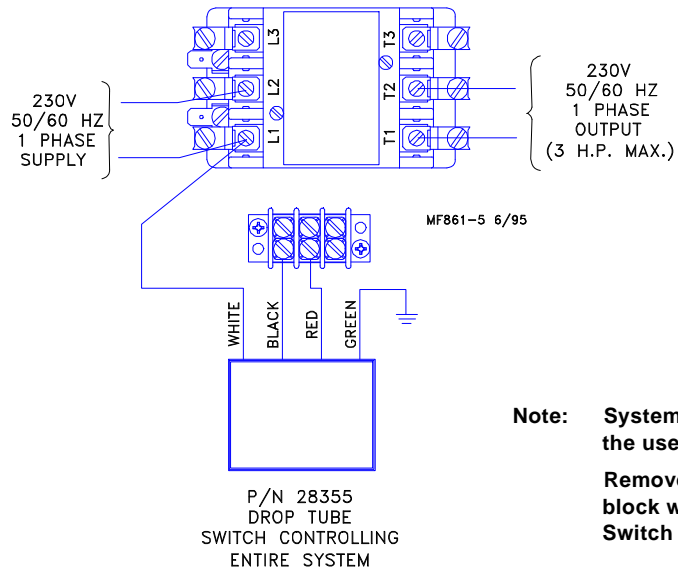 L3
T3
L2
T2
L1
T1
230V
50/60 HZ
1 PHASE
SUPPLY
230V
50/60 HZ
1 PHASE
OUTPUT
(3 H.P. MAX.)
MF861-5 6/95
WHITE
BLACK
RED
GREEN
P/N 28355
DROP TUBE
SWITCH CONTROLLING
ENTIRE SYSTEM
Note: System
the use
Remove
block w
Switch